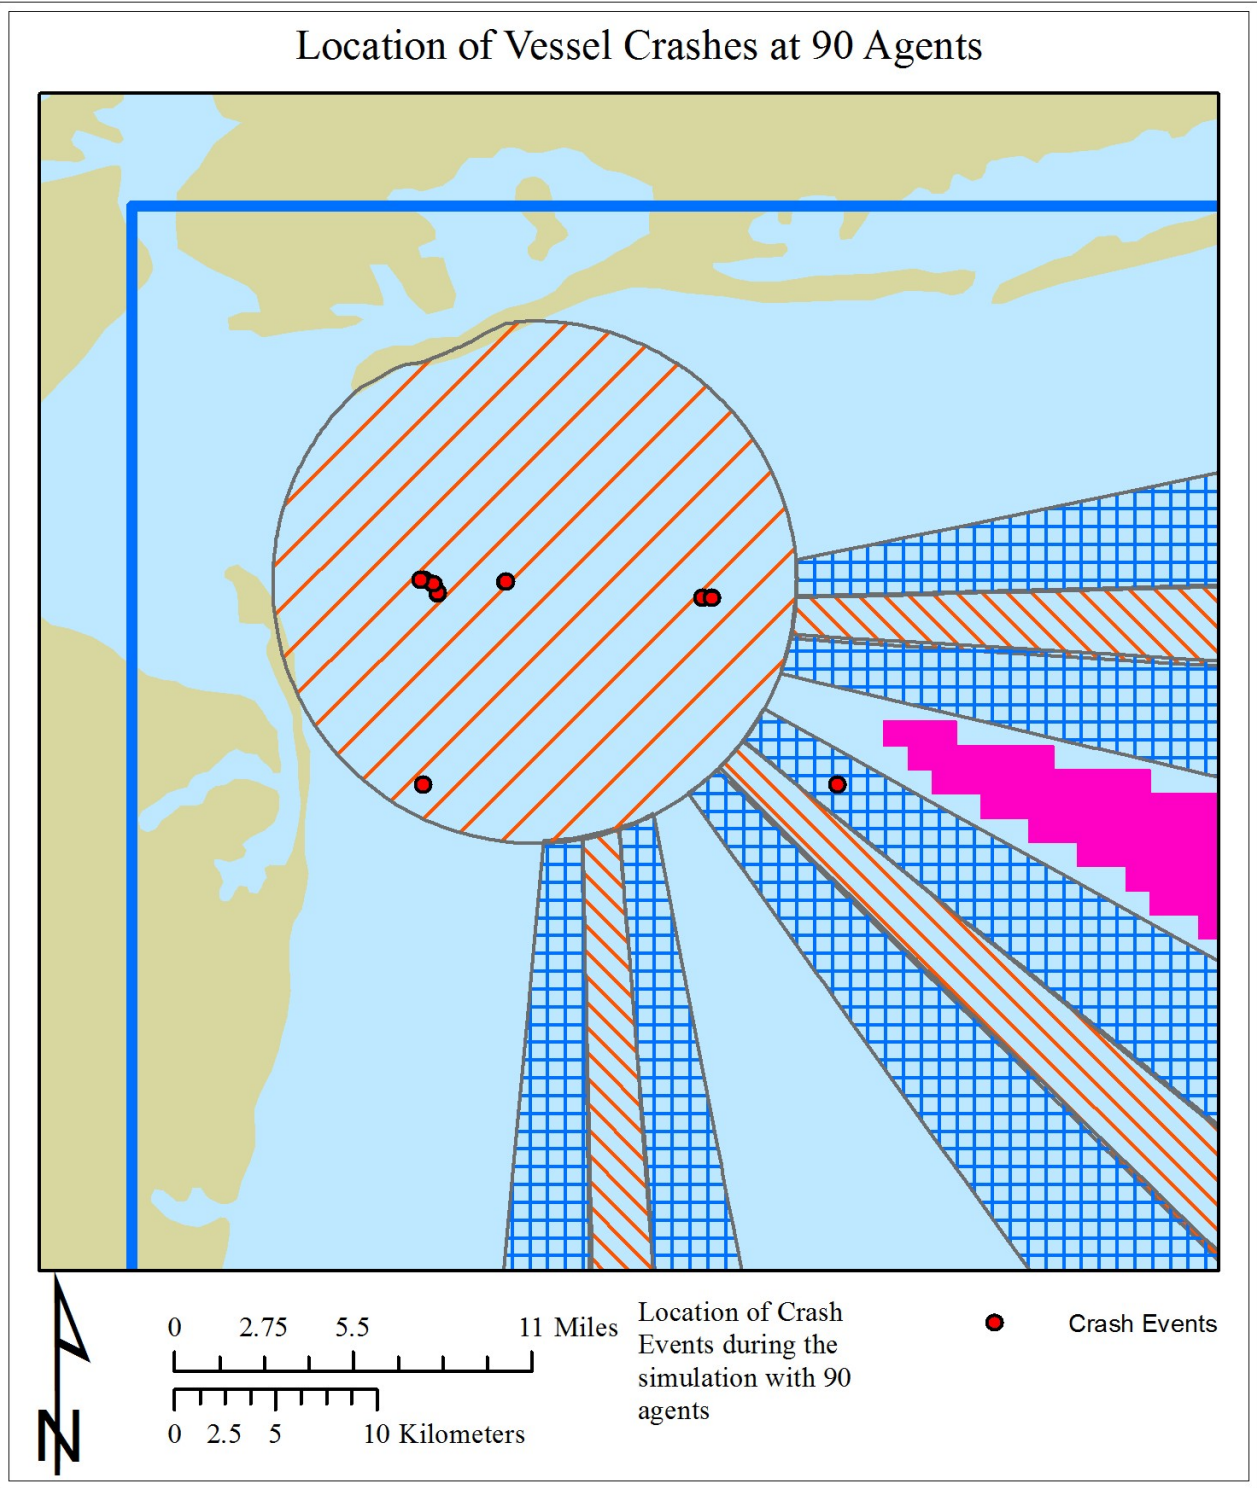 Location of Vessel Crashes at 90 Agents
0 2.75 5.5 11 Miles
0 2.5 5 10 Kilometers
N
Location of Crash
Events during the
simulation with 90
agents
Crash Events